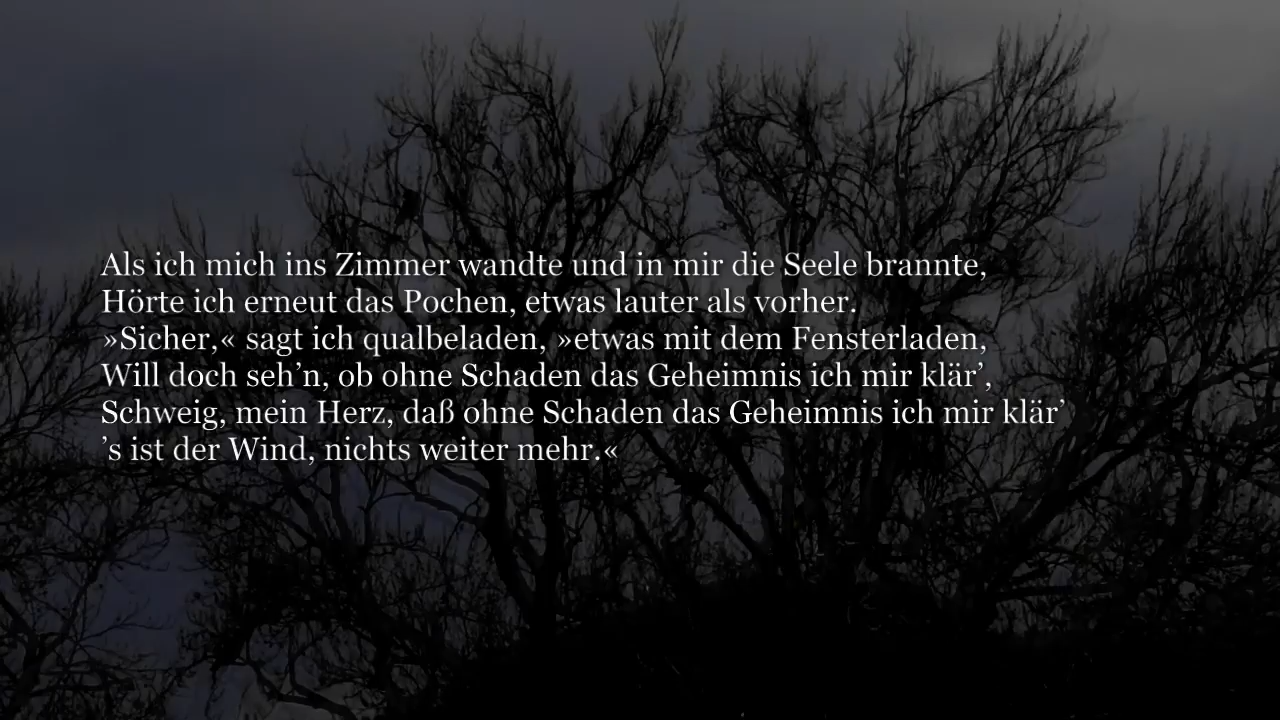 Als ich mich ins Zimmer wandte und in mir die Seele brannte,
Hörte ich erneut das Pochen, etwas lauter als vorher.
»Sicher,« sagt ich qualbeladen, »etwas mit dem Fensterladen,
Will doch seh’n, ob ohne Schaden das Geheimnis ich mir klär’,
Schweig, mein Herz, daß ohne Schaden das Geheimnis ich mir klär’
’s ist der Wind, nichts weiter mehr.«